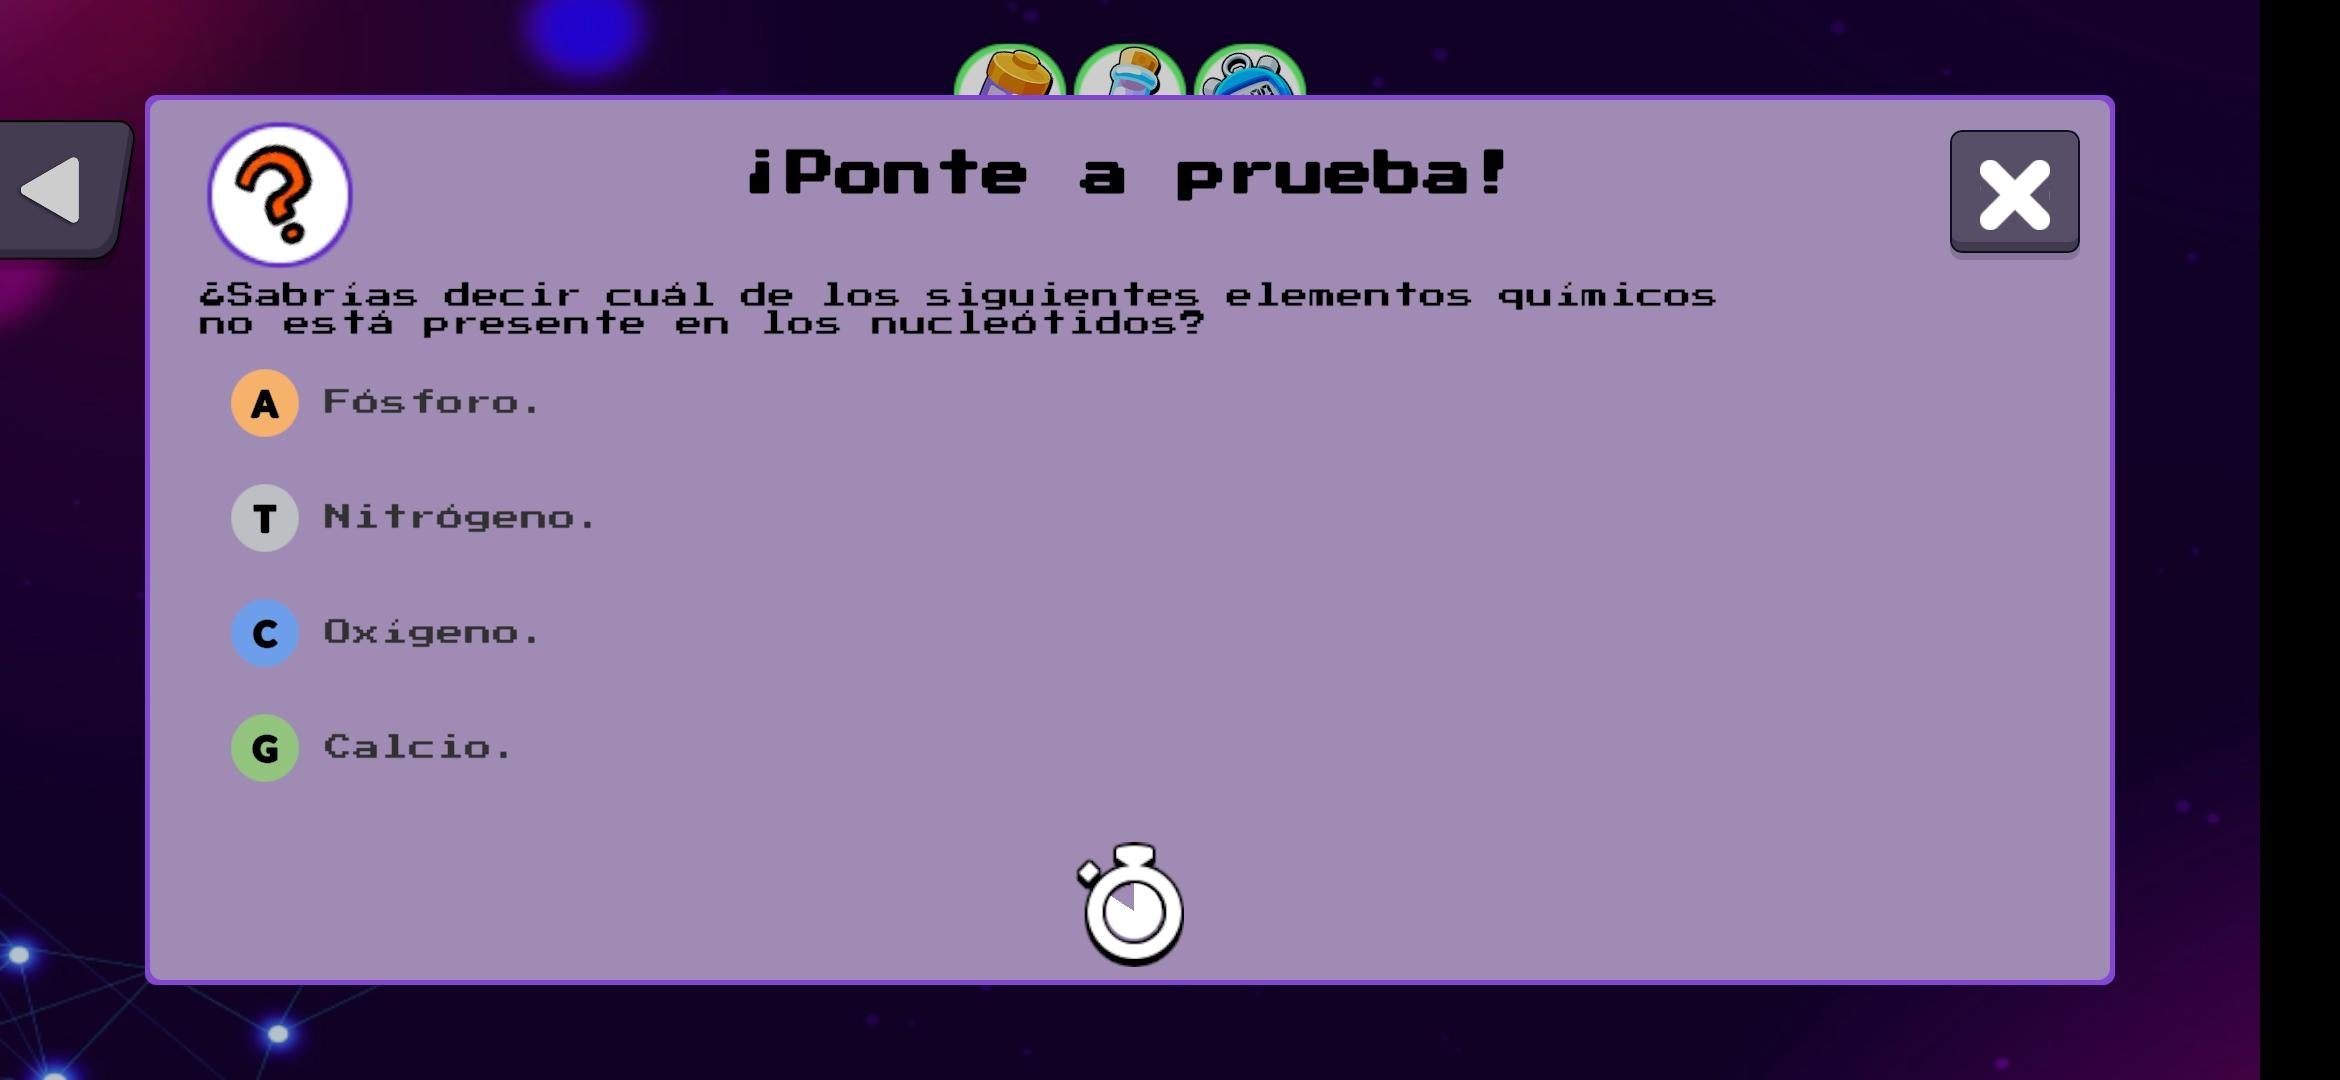 ¡Ponte a prueba!
¿Sabrías decir cuál de los siguientes elementos químicos
no está presente en los nucleótidos?
A Fósforo.
T Nitrógeno.
C Oxígeno.
G Calcio.